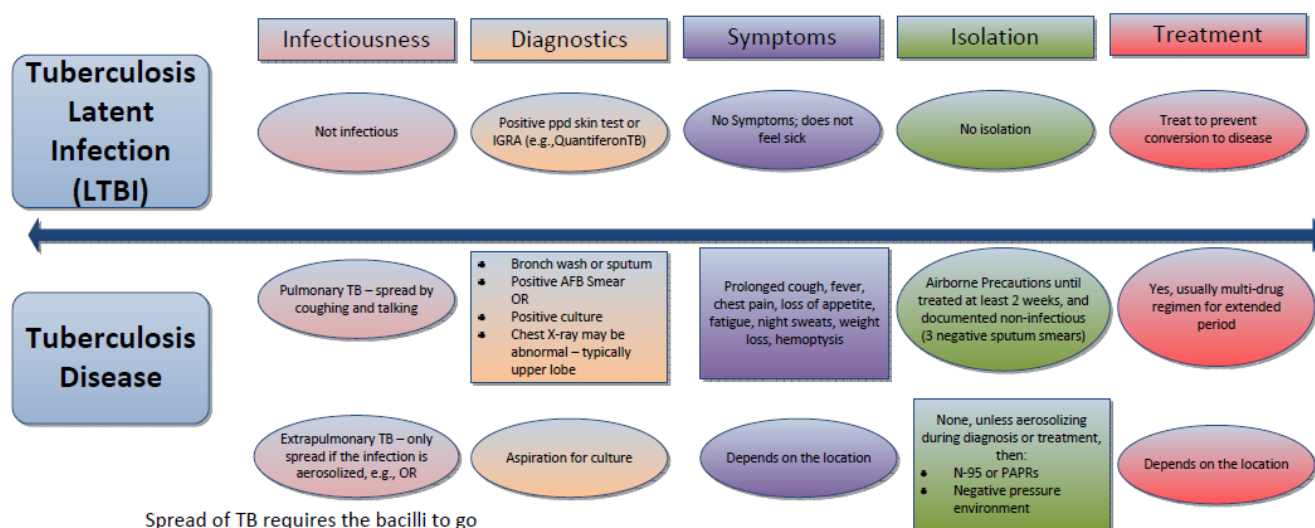 Infectiousness
Diagnostics
Symptoms
Isolation
Treatment
Tuberculosis
Latent
Infection
(LTBI)
Not infectious
Positive ppd skin test or
IGRA (e.g.,QuantiferonTB)
No Symptoms; does not
feel sick
No isolation
Treat to prevent
conversion to disease
Tuberculosis
Disease
Pulmonary TB – spread by
coughing and talking
Bronch wash or sputum
Positive AFB Smear
OR
Positive culture
Chest X-ray may be
abnormal – typically
upper lobe
Prolonged cough, fever,
chest pain, loss of appetite,
fatigue, night sweats, weight
loss, hemoptysis
Airborne Precautions until
treated at least 2 weeks, and
documented non-infectious
(3 negative sputum smears)
Yes, usually multi-drug
regimen for extended
period
Extrapulmonary TB – only
spread if the infection is
aerosolized, e.g., OR
Aspiration for culture
Depends on the location
None, unless aerosolizing
during diagnosis or treatment,
then:
N-95 or PAPRs
Negative pressure
environment
Depends on the location
Spread of TB requires the bacilli to go